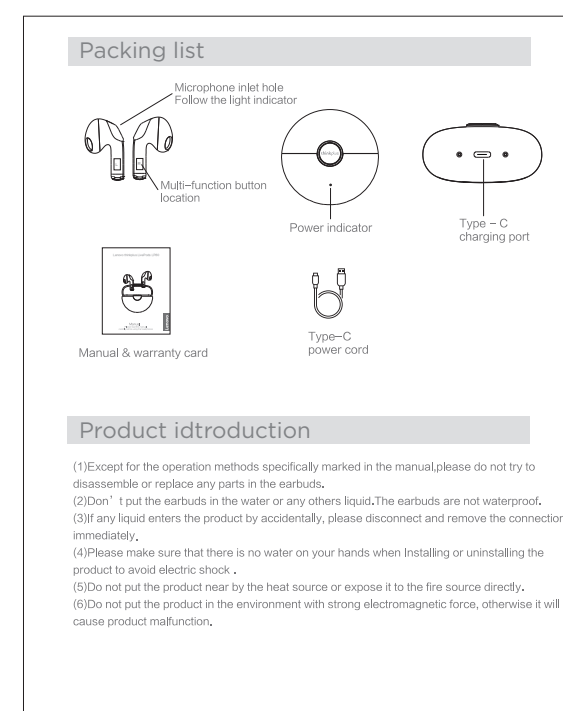 Packing list
Microphone inlet hole
Follow the light indicator
Multi-function button
location
Power indicator
Type - C
charging port
Lenovo
Manual & warranty card
Type-C
power cord
Product idtroduction
(1)Except for the operation methods specifically marked in the manual,please do not try to
disassemble or replace any parts in the earbuds.
(2)Don't put the earbuds in the water or any others liquid.The earbuds are not waterproof.
(3)If any liquid enters the product by accidentally, please disconnect and remove the connection
immediately.
(4)Please make sure that there is no water on your hands when Installing or uninstalling the
product to avoid electric shock .
(5)Do not put the product near by the heat source or expose it to the fire source directly.
(6)Do not put the product in the environment with strong electromagnetic force, otherwise it will
cause product malfunction.